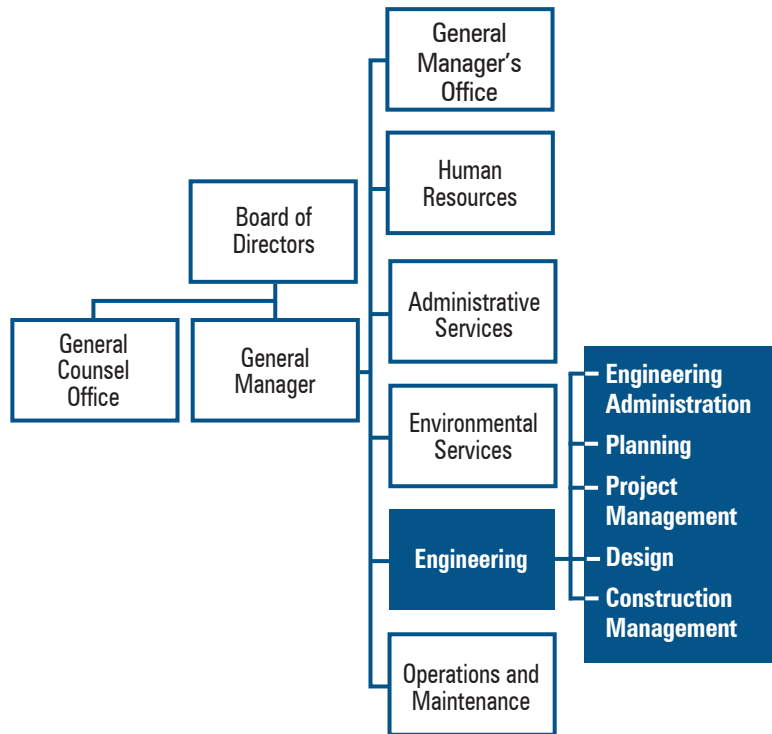 General
Manager's
Office
Human
Resources
Board of
Directors
Administrative
Services
General
Counsel
Office
General
Manager
Environmental
Services
Engineering
Operations and
Maintenance
Engineering
Administration
Planning
Project
Management
Design
Construction
Management